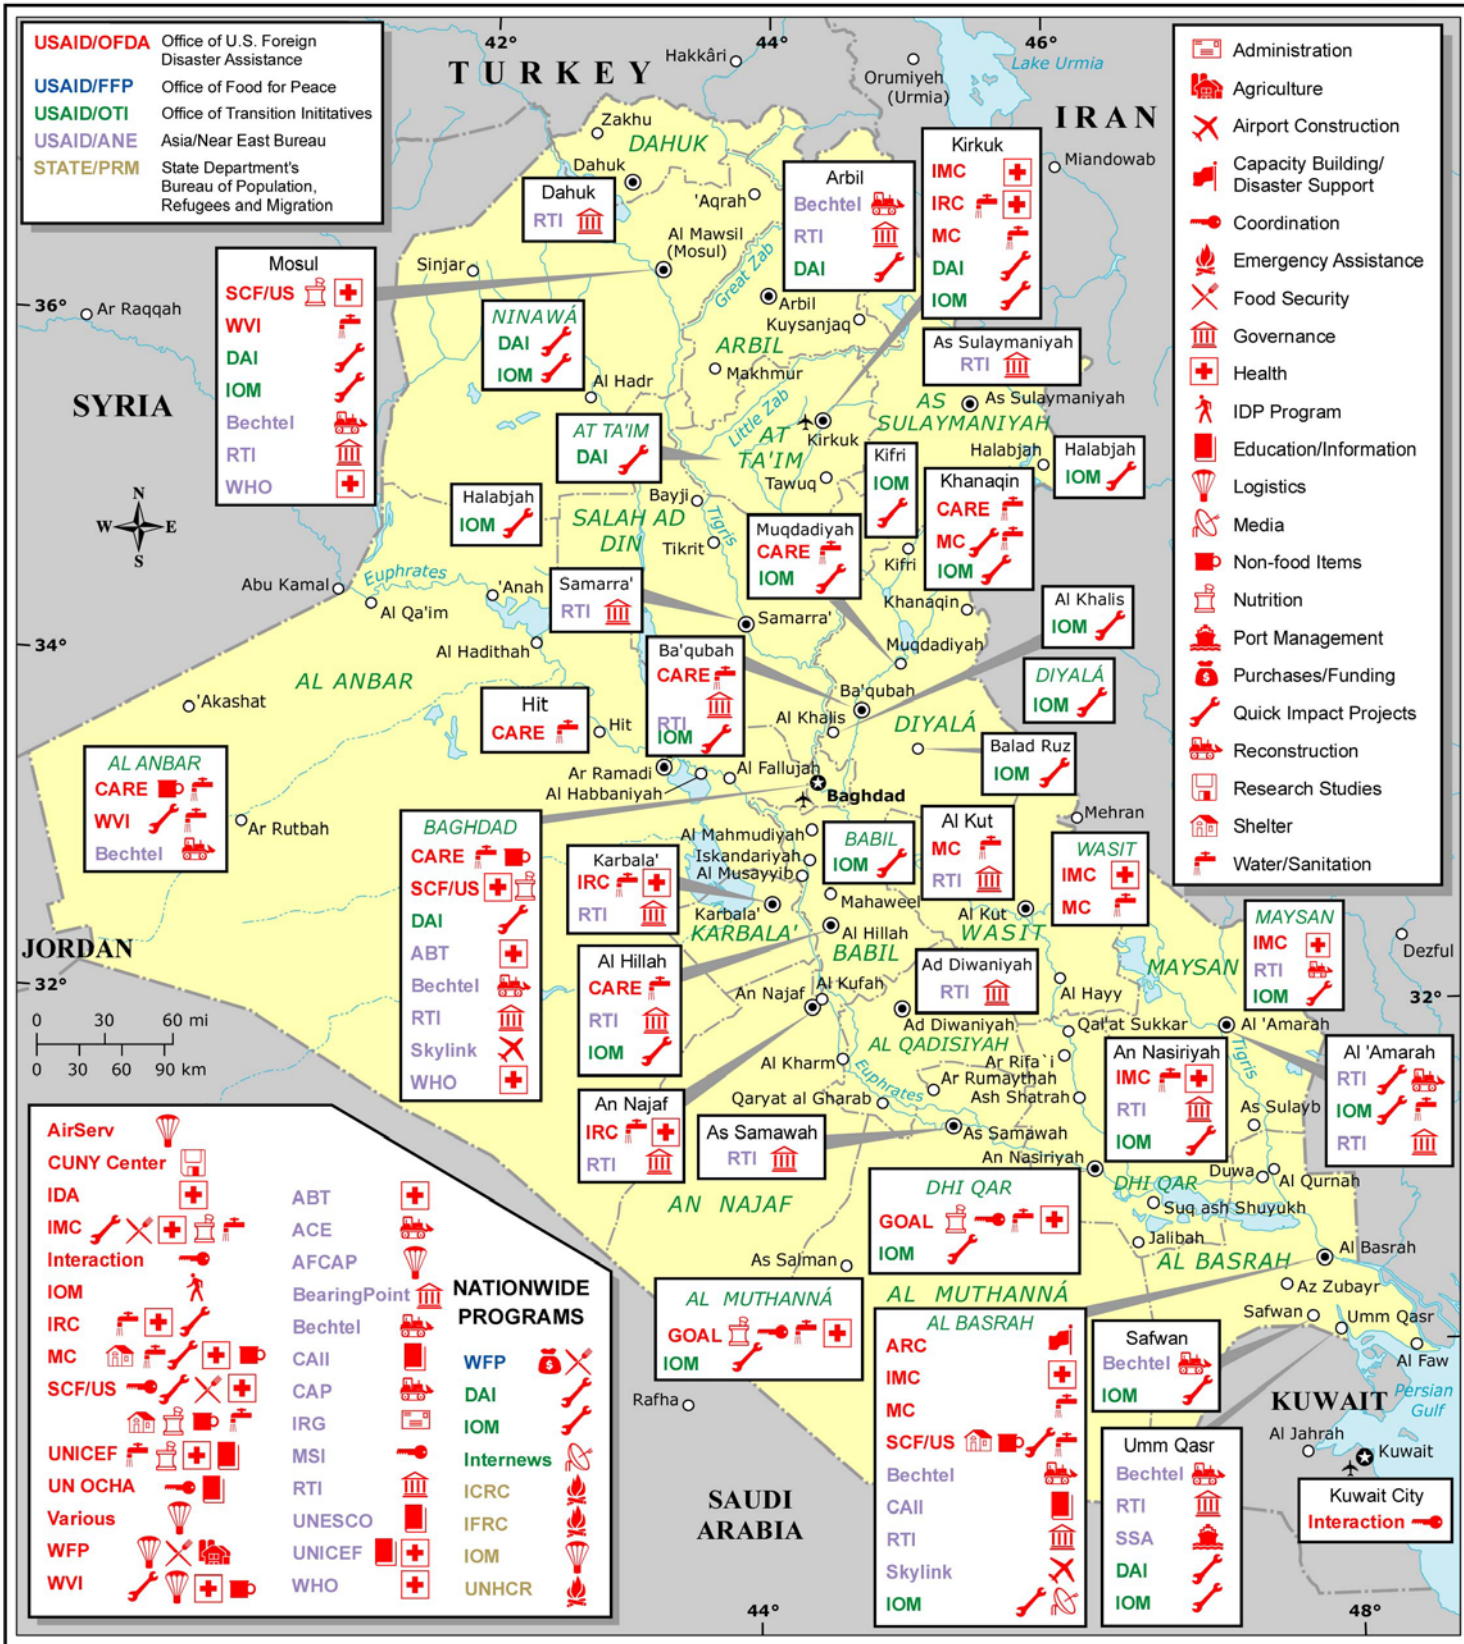 USAID/OFDA Office of U.S. Foreign
Disaster Assistance
USAID/FFP Office of Food for Peace
USAID/OTI Office of Transition Inititatives
USAID/ANE Asia/Near East Bureau
STATE/PRM State Department's
Bureau of Population,
Refugees and Migration
42°
44°
46°
TURKEY
Hakkâri
Orumiyeh
(Urmia)
Lake Urmia
IRAN
Miandowab
Administration
Agriculture
Airport Construction
Capacity Building/
Disaster Support
Coordination
Emergency Assistance
Food Security
Governance
Health
IDP Program
Education/Information
Logistics
Media
Non-food Items
Nutrition
Port Management
Purchases/Funding
Quick Impact Projects
Reconstruction
Research Studies
Shelter
Water/Sanitation
Zakhu
DAHUK
Dahuk
Dahuk
RTI
'Aqrah
Al Mawsil
(Mosul)
Sinjar
Great Zab
Arbil
Bechtel
RTI
DAI
Kirkuk
IMC
IRC
MC
DAI
IOM
Mosul
SCF/US
WVI
DAI
IOM
Bechtel
RTI
WHO
36°
Ar Raqqah
SYRIA
NINAWÁ
DAI
IOM
Arbil
Kuysanjaq
ARBIL
Makhmur
As Sulaymaniyah
RTI
Al Hadr
As Sulaymaniyah
AS
SULAYMANIYAH
Little Zab
AT
TA'IM
Kirkuk
AT TA'IM
DAI
Tawuq
Kifri
IOM
Halabjah
Halabjah
IOM
Khanaqin
CARE
MC
IOM
N
W E
S
Halabjah
IOM
Bayji
SALAH AD
DIN
Tigris
Tikrit
Muqdadiyah
CARE
IOM
Kifri
Abu Kamal
Euphrates
'Anah
Al Qa'im
Samarra'
RTI
Samarra'
Khanaqin
Al Khalis
IOM
34°
Al Hadithah
Muqdadiyah
AL ANBAR
Ba'qubah
CARE
RTI
IOM
Ba'qubah
DIYALÁ
IOM
'Akashat
Hit
CARE
Hit
Al Khalis
DIYALÁ
Balad Ruz
IOM
AL ANBAR
CARE
WVI
Bechtel
Ar Ramadi
Al Habbaniyah
Al Fallujah
Baghdad
Ar Rutbah
Mehran
BAGHDAD
CARE
SCF/US
DAI
ABT
Bechtel
RTI
Skylink
WHO
Al Mahmudiyah
Iskandariyah
Al Musayyib
BABIL
IOM
Al Kut
MC
RTI
WASIT
IMC
MC
Karbala'
IRC
RTI
Mahaweel
Karbala'
KARBALA'
Al Hillah
BABIL
Al Kut
WASIT
MAYSAN
IMC
RTI
IOM
Dezful
JORDAN
32°
32°
Al Hillah
CARE
RTI
IOM
Al Kufah
An Najaf
Ad Diwaniyah
RTI
MAYSAN
Al Hayy
Ad Diwaniyah
AL QADISIYAH
Qal'at Sukkar
Al 'Amarah
0 30 60 mi
0 30 60 90 km
Al Kharm
Euphrates
Ar Rifa`i
Ar Rumaythah
Ash Shatrah
Qaryat al Gharab
An Nasiriyah
IMC
RTI
IOM
Tigris
As Sulayb
Al 'Amarah
RTI
IOM
RTI
An Najaf
IRC
RTI
As Samawah
RTI
As Samawah
An Nasiriyah
Duwa
Al Qurnah
AN NAJAF
DHI QAR
GOAL
IOM
DHI QAR
Suq ash Shuyukh
Jalibah
As Salman
AL BASRAH
Al Basrah
Az Zubayr
Safwan
Umm Qasr
Al Faw
AL MUTHANNÁ
GOAL
IOM
AL MUTHANNÁ
AL BASRAH
ARC
IMC
MC
SCF/US
Bechtel
CAII
RTI
Skylink
IOM
Safwan
Bechtel
IOM
Persian
Gulf
KUWAIT
Al Jahrah
Kuwait
Umm Qasr
Bechtel
RTI
SSA
DAI
IOM
Kuwait City
Interaction
Rafha
SAUDI
ARABIA
AirServ
CUNY Center
IDA
IMC
Interaction
IOM
IRC
MC
SCF/US
UNICEF
UN OCHA
Various
WFP
WVI
ABT
ACE
AFCAP
BearingPoint
Bechtel
CAII
CAP
IRG
MSI
RTI
UNESCO
UNICEF
WHO
NATIONWIDE
PROGRAMS
WFP
DAI
IOM
Internews
ICRC
IFRC
IOM
UNHCR
44°
48°